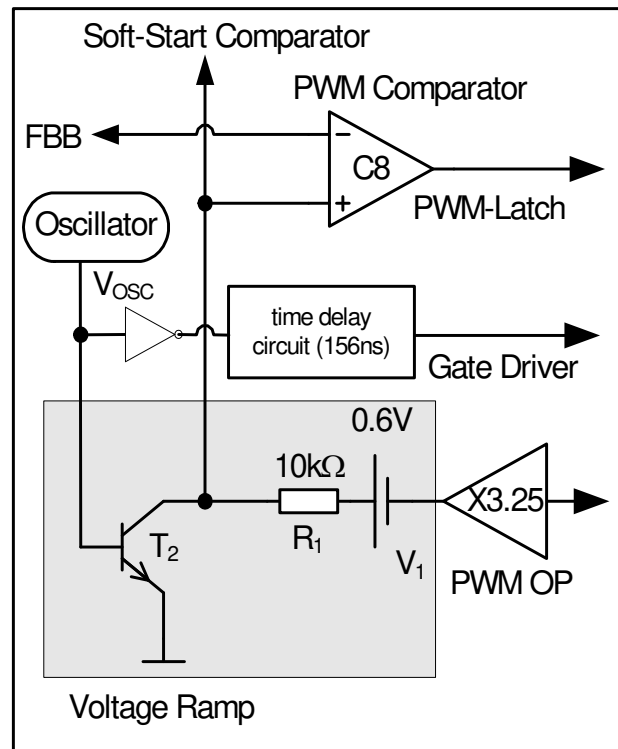 Soft-Start Comparator
PWM Comparator
FBB
C8
PWM-Latch
Oscillator
VOSC
time delay
circuit (156ns)
Gate Driver
0.6V
10kΩ
R1
X3.25
T2
V1
PWM OP
Voltage Ramp